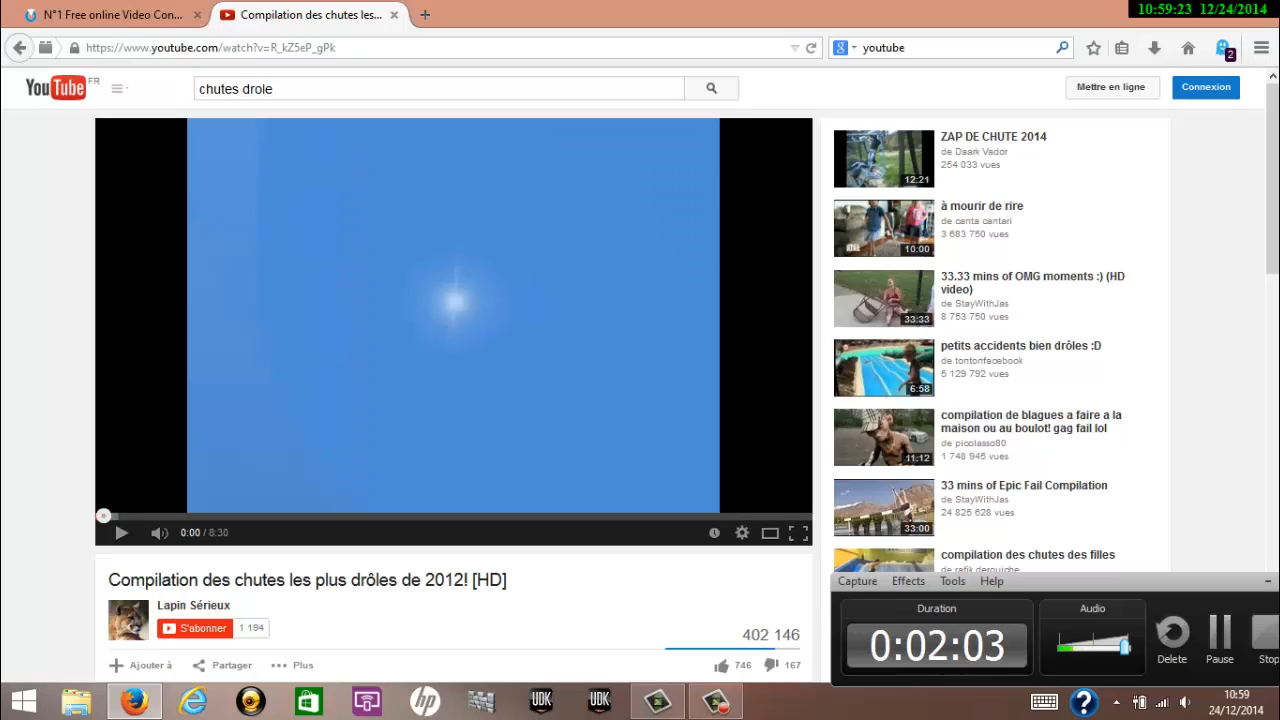 10:59:23 12/24/2014
N°1 Free online Video Con...
Compilation des chutes les...
https://www.youtube.com/watch?v=R_kZ5eP_gPk
youtube
2
YouTube FR
chutes drole
Mettre en ligne
Connexion
0:00 / 8:30
Compilation des chutes les plus drôles de 2012! [HD]
Lapin Sérieux
S'abonner 1 194
402 146
Ajouter à
Partager
Plus
746
167
ZAP DE CHUTE 2014
de Daark Vador
254 033 vues
12:21
à mourir de rire
de canta cantari
3 683 750 vues
10:00
33.33 mins of OMG moments :) (HD
video)
de StayWithJas
8 753 750 vues
33:33
petits accidents bien drôles :D
de tontonfacebook
5 129 792 vues
6:58
compilation de blagues a faire a la
maison ou au boulot! gag fail lol
de picolasso80
1 748 945 vues
11:12
33 mins of Epic Fail Compilation
de StayWithJas
24 825 628 vues
33:00
compilation des chutes des filles
de rafik derouiche
Capture Effects Tools Help
Duration
0:02:03
Audio
Delete
Pause
Stop
hp
UDK
UDK
10:59
24/12/2014